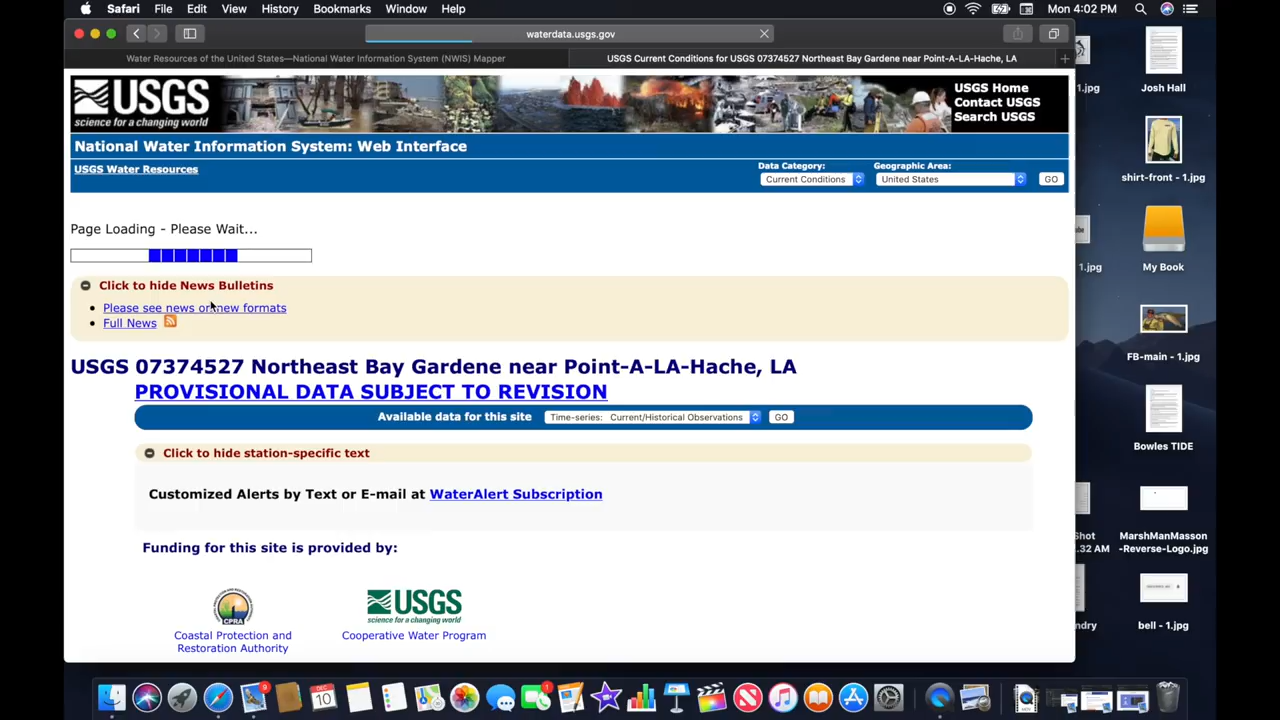 Safari File Edit View History Bookmarks Window Help
Mon 4:02 PM
waterdata.usgs.gov
Water Resources of the United States—National Water Information System (NWIS) Mapper
USGS Current Conditions for USGS 07374527 Northeast Bay Gardene near Point-A-LA-Hache, LA
USGS
science for a changing world
USGS Home
Contact USGS
Search USGS
National Water Information System: Web Interface
USGS Water Resources
Data Category:
Current Conditions
Geographic Area:
United States
GO
Page Loading - Please Wait...
Click to hide News Bulletins
Please see news on new formats
Full News
USGS 07374527 Northeast Bay Gardene near Point-A-LA-Hache, LA
PROVISIONAL DATA SUBJECT TO REVISION
Available data for this site
Time-series: Current/Historical Observations
GO
Click to hide station-specific text
Customized Alerts by Text or E-mail at WaterAlert Subscription
Funding for this site is provided by:
CPRA
USGS
science for a changing world
Coastal Protection and
Restoration Authority
Cooperative Water Program
1.jpg
Josh Hall
shirt-front - 1.jpg
1.jpg
My Book
FB-main - 1.jpg
Bowles TIDE
Shot
.32 AM
MarshManMasson
-Reverse-Logo.jpg
ndry
bell - 1.jpg
9
DEC
10
1